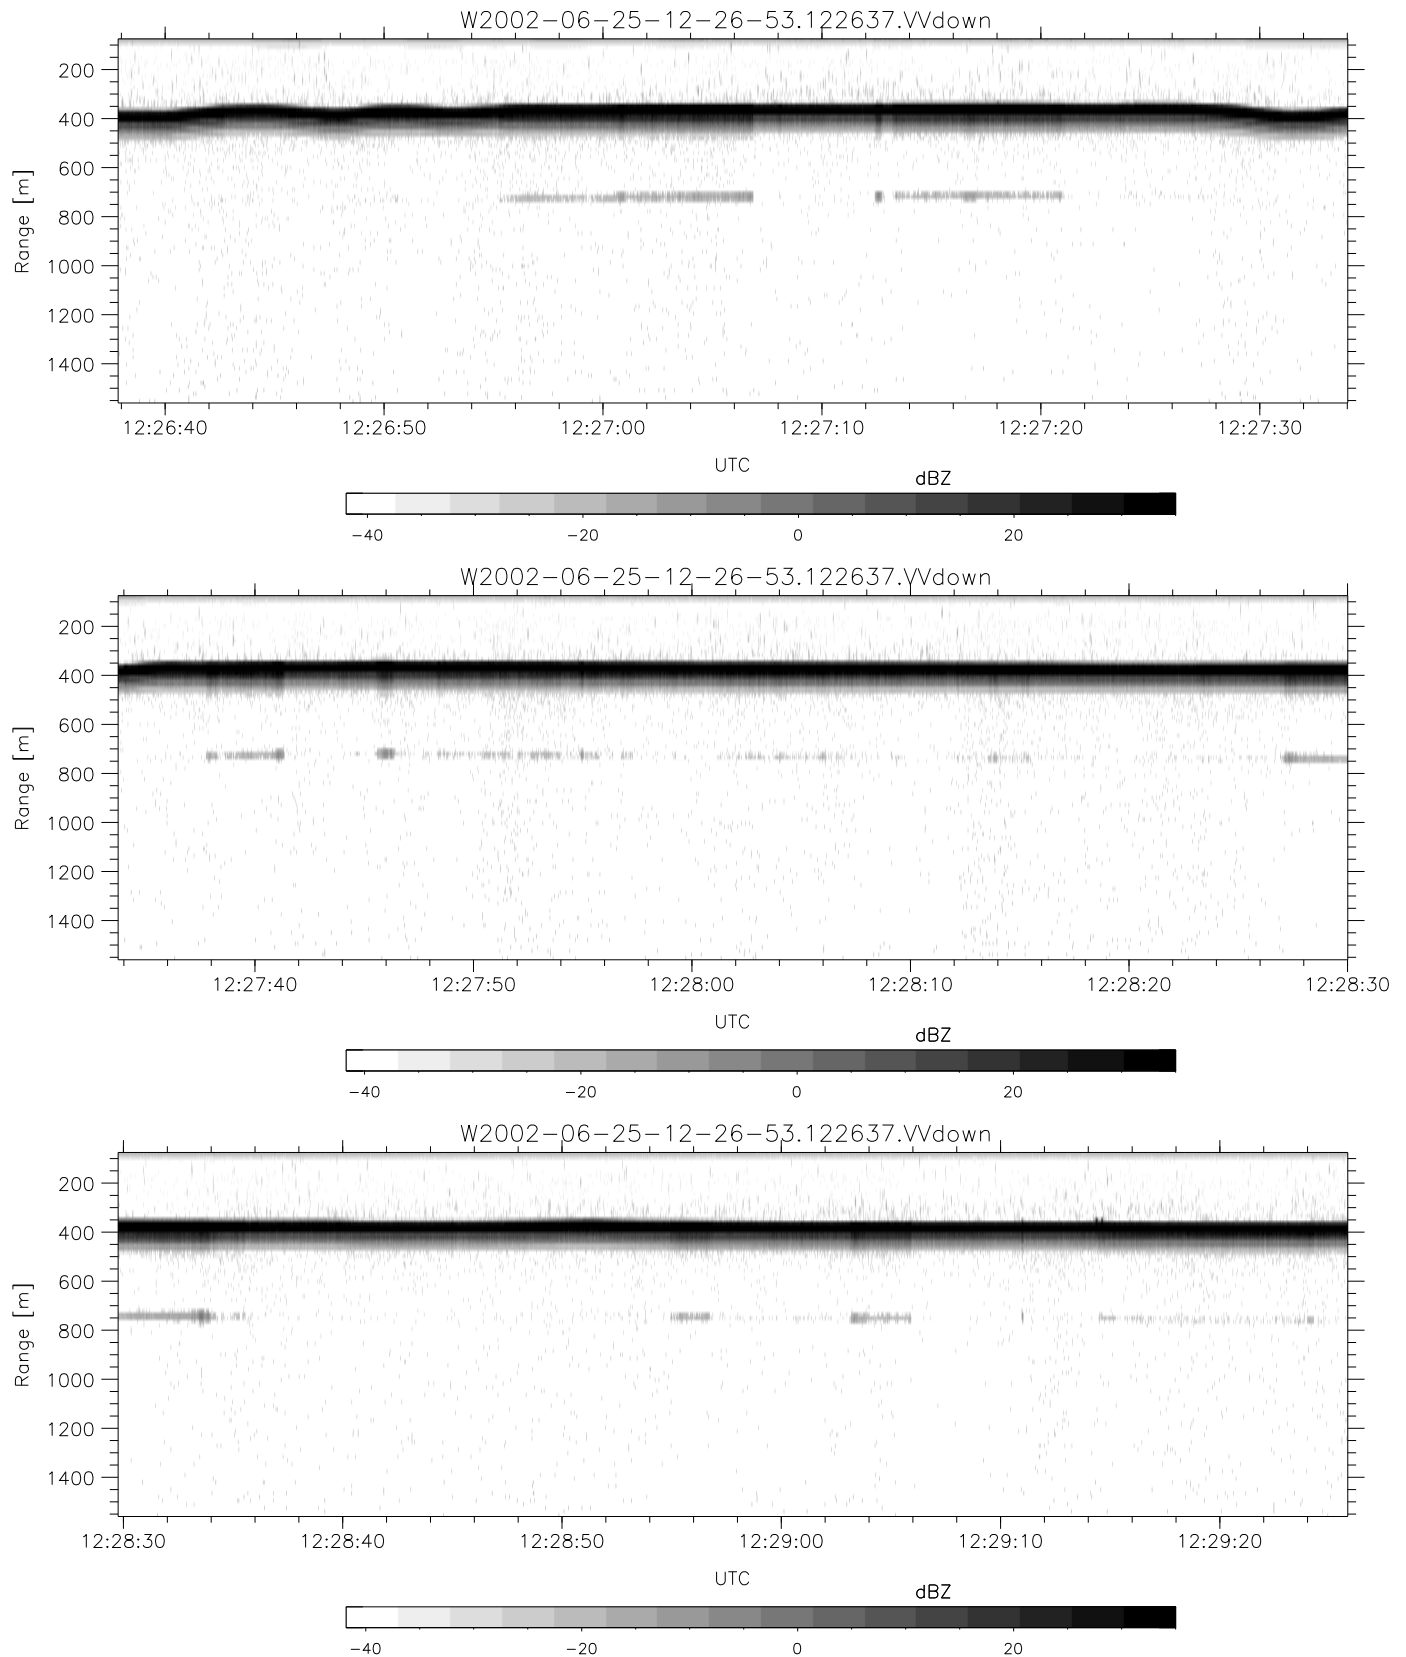 W2002-06-25-12-26-53.122637.VVdown
200
400
600
800
1000
1200
1400
Range [m]
12:26:40 12:26:50 12:27:00 12:27:10 12:27:20 12:27:30
UTC
dBZ
-40 -20 0 20
W2002-06-25-12-26-53.122637.VVdown
200
400
600
800
1000
1200
1400
Range [m]
12:27:40 12:27:50 12:28:00 12:28:10 12:28:20 12:28:30
UTC
dBZ
-40 -20 0 20
W2002-06-25-12-26-53.122637.VVdown
200
400
600
800
1000
1200
1400
Range [m]
12:28:30 12:28:40 12:28:50 12:29:00 12:29:10 12:29:20
UTC
dBZ
-40 -20 0 20